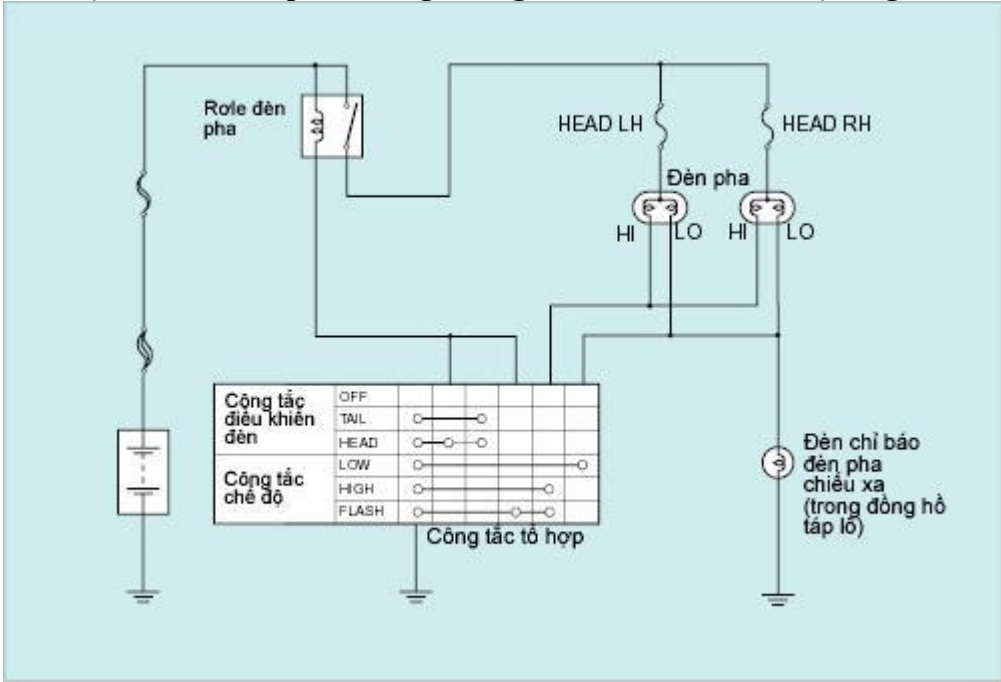 Rơle đèn
pha
HEAD LH
HEAD RH
Đèn pha
HI
LO
HI
LO
Công tắc
điều khiển
đèn
OFF
TAIL
HEAD
Công tắc
chế độ
LOW
HIGH
FLASH
Công tắc tổ hợp
Đèn chỉ báo
đèn pha
chiếu xa
(trong đồng hồ
táp lô)